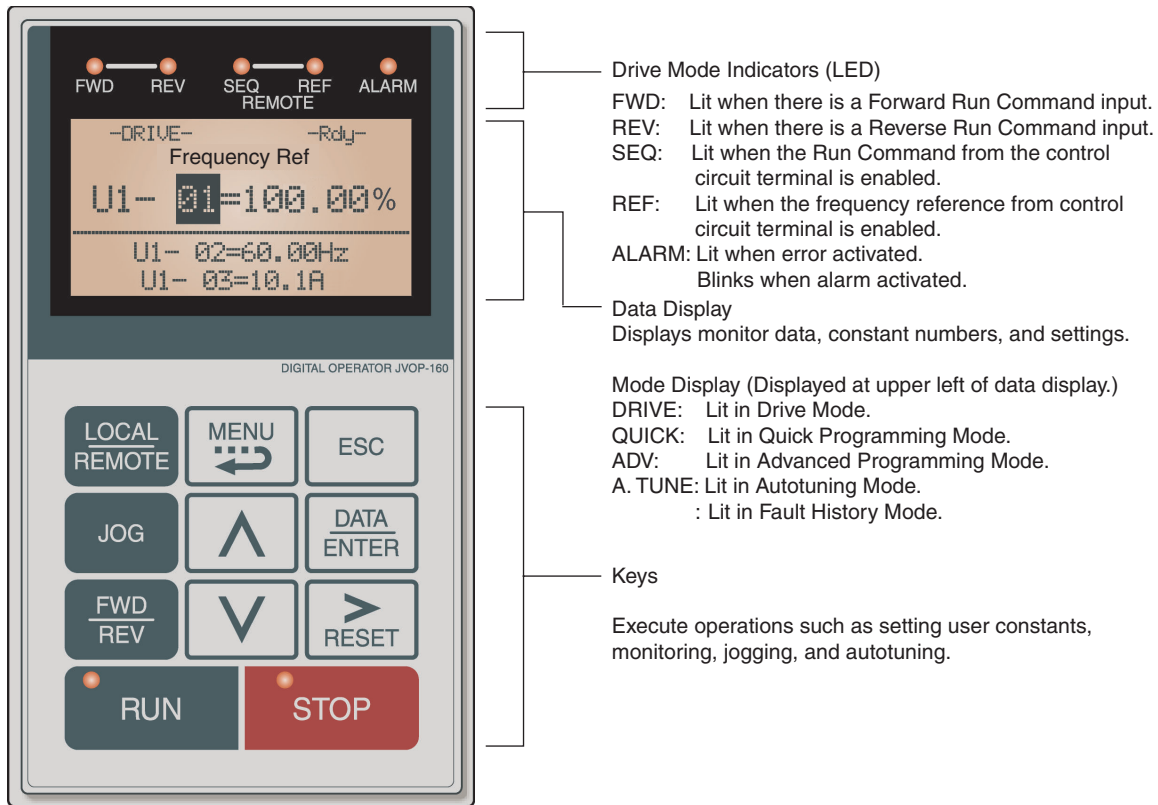 FWD REV SEQ REF ALARM
REMOTE
-DRIVE- -Rdy-
Frequency Ref
U1- 01=100.00%
U1- 02=60.00Hz
U1- 03=10.1A
DIGITAL OPERATOR JVOP-160
LOCAL
REMOTE
MENU
ESC
JOG
DATA
ENTER
FWD
REV
>
RESET
RUN
STOP
Drive Mode Indicators (LED)
FWD: Lit when there is a Forward Run Command input.
REV: Lit when there is a Reverse Run Command input.
SEQ: Lit when the Run Command from the control
circuit terminal is enabled.
REF: Lit when the frequency reference from control
circuit terminal is enabled.
ALARM: Lit when error activated.
Blinks when alarm activated.
Data Display
Displays monitor data, constant numbers, and settings.
Mode Display (Displayed at upper left of data display.)
DRIVE: Lit in Drive Mode.
QUICK: Lit in Quick Programming Mode.
ADV: Lit in Advanced Programming Mode.
A. TUNE: Lit in Autotuning Mode.
: Lit in Fault History Mode.
Keys
Execute operations such as setting user constants,
monitoring, jogging, and autotuning.